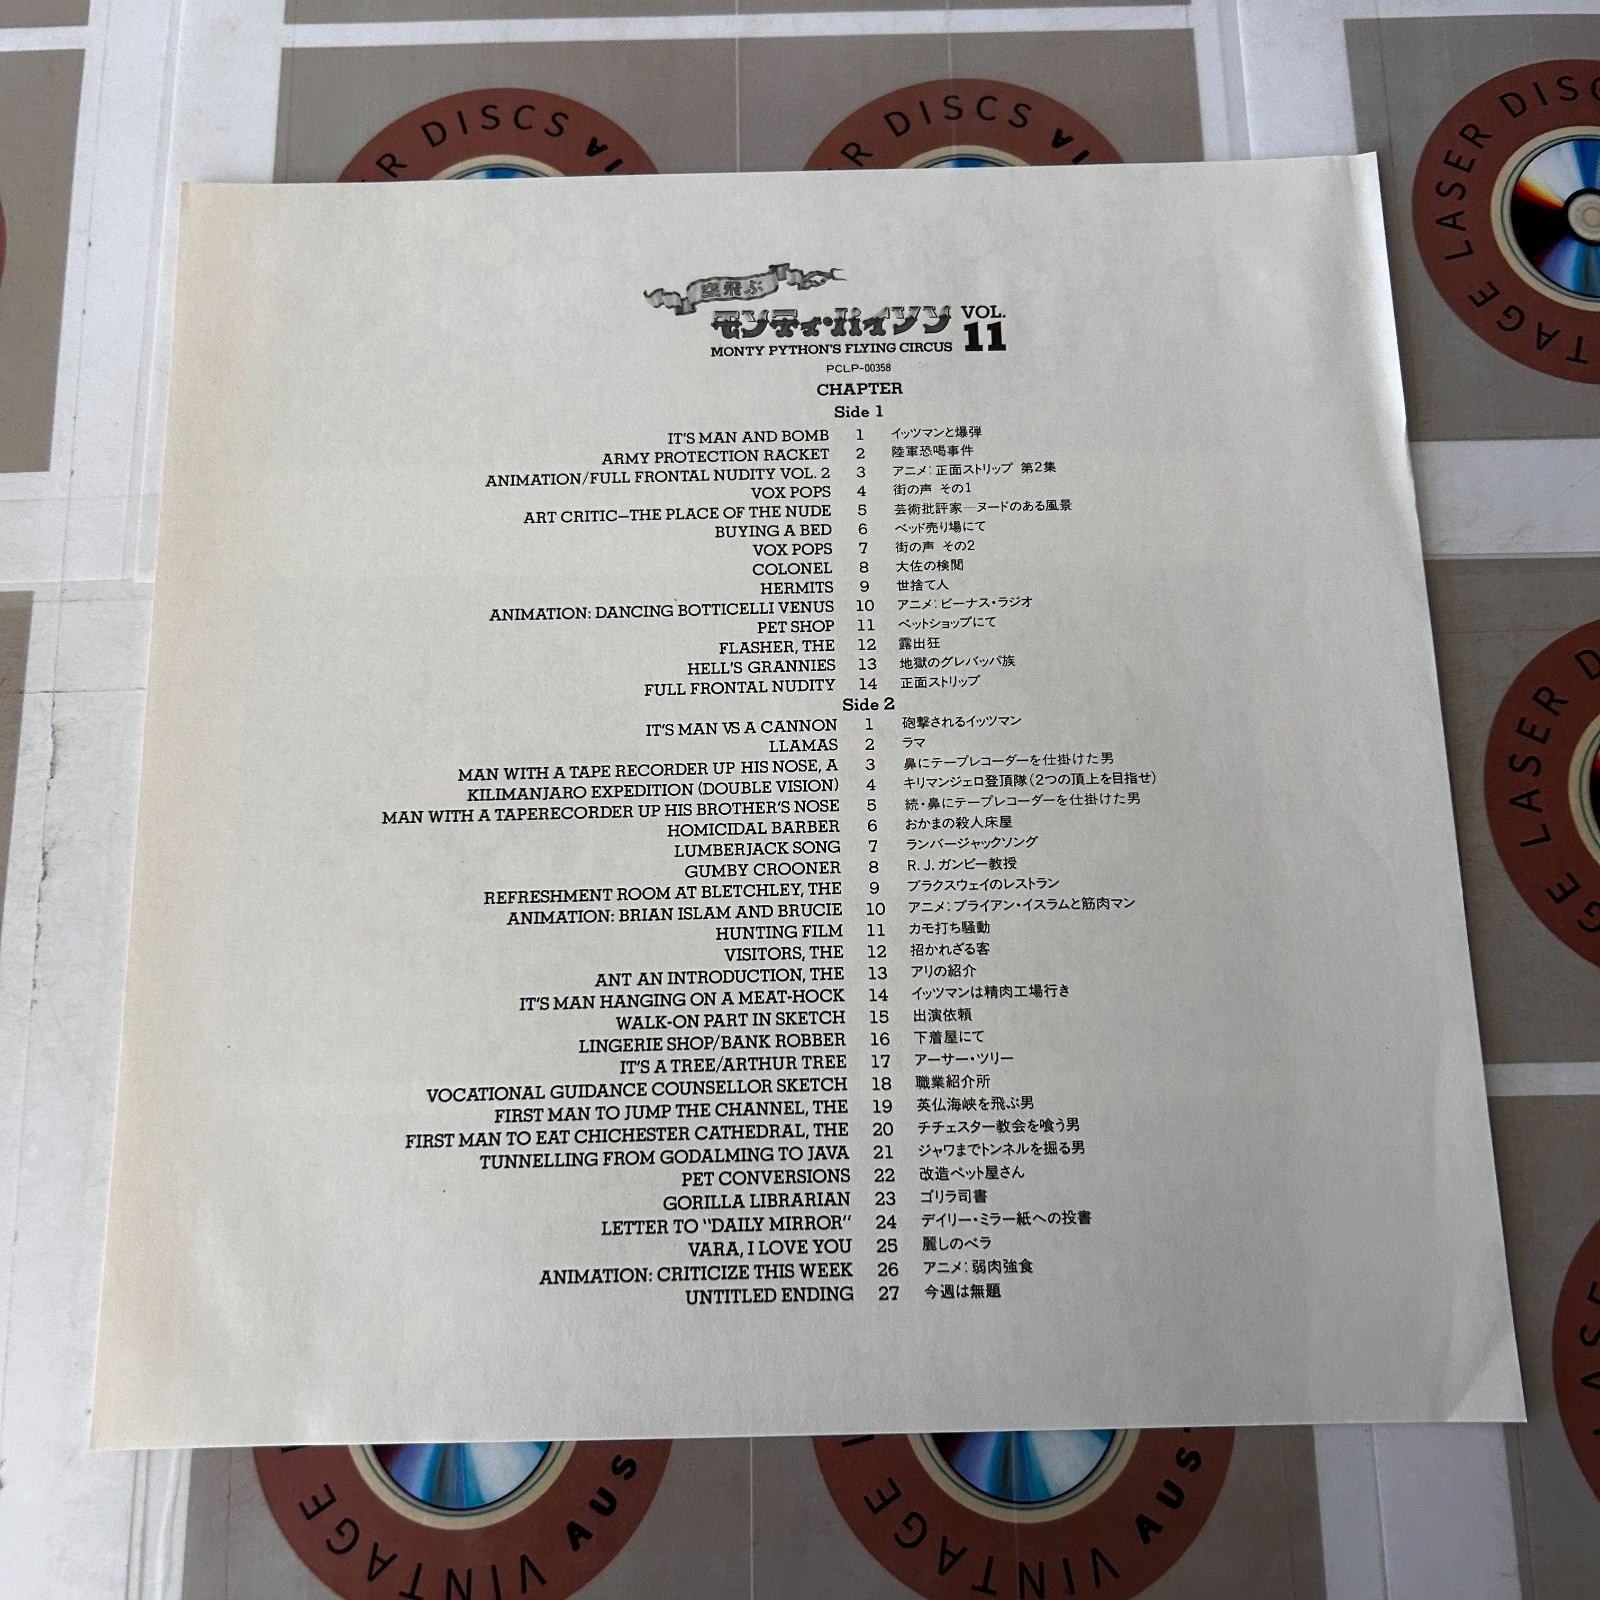 空飛ぶ
モンティ・パイソン VOL. 11
MONTY PYTHON'S FLYING CIRCUS
PCLP-00358
CHAPTER
Side 1
IT'S MAN AND BOMB 1 イッツマンと爆弾
ARMY PROTECTION RACKET 2 陸軍恐喝事件
ANIMATION/FULL FRONTAL NUDITY VOL. 2 3 アニメ：正面ストリップ 第2集
VOX POPS 4 街の声 その1
ART CRITIC—THE PLACE OF THE NUDE 5 芸術批評家—ヌードのある風景
BUYING A BED 6 ベッド売り場にて
VOX POPS 7 街の声 その2
COLONEL 8 大佐の検閲
HERMITS 9 世捨て人
ANIMATION: DANCING BOTTICELLI VENUS 10 アニメ：ビーナス・ラジオ
PET SHOP 11 ペットショップにて
FLASHER, THE 12 露出狂
HELL'S GRANNIES 13 地獄のグレバッパ族
FULL FRONTAL NUDITY 14 正面ストリップ
Side 2
IT'S MAN VS A CANNON 1 砲撃されるイッツマン
LLAMAS 2 ラマ
MAN WITH A TAPE RECORDER UP HIS NOSE, A 3 鼻にテープレコーダーを仕掛けた男
KILIMANJARO EXPEDITION (DOUBLE VISION) 4 キリマンジェロ登頂隊(2つの頂上を目指せ)
MAN WITH A TAPERECORDER UP HIS BROTHER'S NOSE 5 続・鼻にテープレコーダーを仕掛けた男
HOMICIDAL BARBER 6 おかまの殺人床屋
LUMBERJACK SONG 7 ランバージャックソング
GUMBY CROONER 8 R.J.ガンビー教授
REFRESHMENT ROOM AT BLETCHLEY, THE 9 ブラクスウェイのレストラン
ANIMATION: BRIAN ISLAM AND BRUCIE 10 アニメ：ブライアン・イスラムと筋肉マン
HUNTING FILM 11 カモ打ち騒動
VISITORS, THE 12 招かれざる客
ANT AN INTRODUCTION, THE 13 アリの紹介
IT'S MAN HANGING ON A MEAT-HOCK 14 イッツマンは精肉工場行き
WALK-ON PART IN SKETCH 15 出演依頼
LINGERIE SHOP/BANK ROBBER 16 下着屋にて
IT'S A TREE/ARTHUR TREE 17 アーサー・ツリー
VOCATIONAL GUIDANCE COUNSELLOR SKETCH 18 職業紹介所
FIRST MAN TO JUMP THE CHANNEL, THE 19 英仏海峡を飛ぶ男
FIRST MAN TO EAT CHICHESTER CATHEDRAL, THE 20 チチェスター教会を喰う男
TUNNELLING FROM GODALMING TO JAVA 21 ジャワまでトンネルを掘る男
PET CONVERSIONS 22 改造ペット屋さん
GORILLA LIBRARIAN 23 ゴリラ司書
LETTER TO "DAILY MIRROR" 24 デイリー・ミラー紙への投書
VARA, I LOVE YOU 25 麗しのベラ
ANIMATION: CRITICIZE THIS WEEK 26 アニメ：弱肉強食
UNTITLED ENDING 27 今週は無題
R DISCS
R DISCS
VINTAGE LASER DISCS
VINTAGE LASER D
VINTAGE AUS
VINTAGE AUS